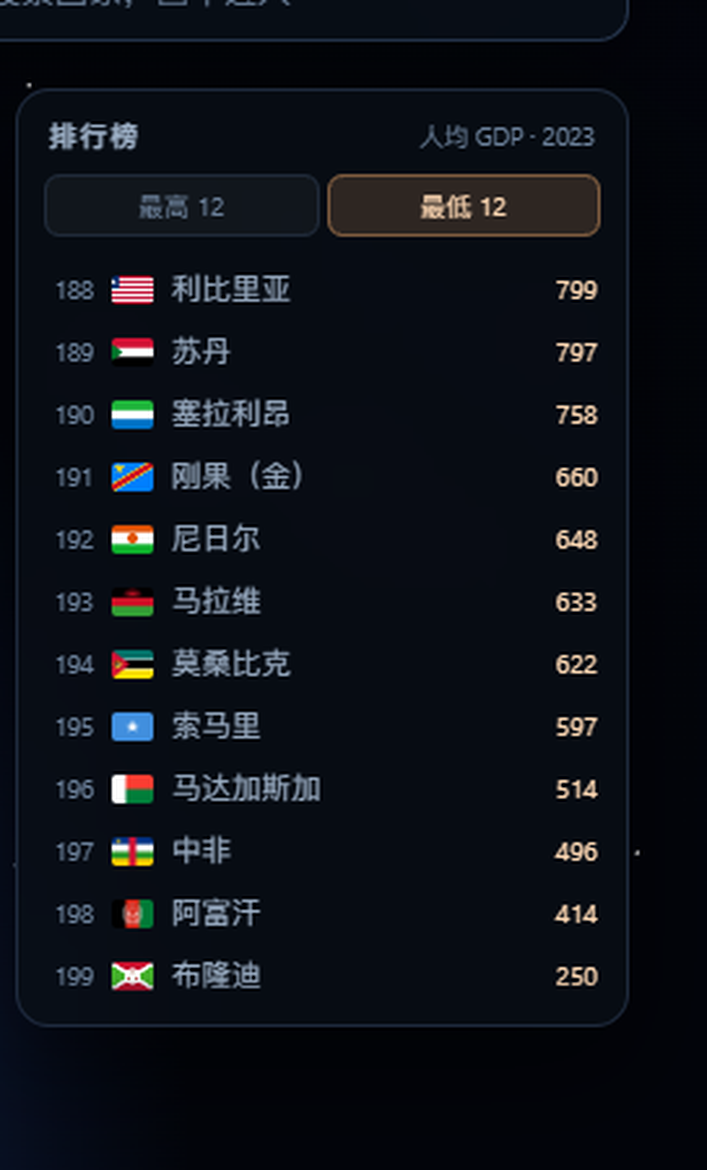 排行榜
人均 GDP · 2023
最高 12
最低 12
188 利比里亚 799
189 苏丹 797
190 塞拉利昂 758
191 刚果（金） 660
192 尼日尔 648
193 马拉维 633
194 莫桑比克 622
195 索马里 597
196 马达加斯加 514
197 中非 496
198 阿富汗 414
199 布隆迪 250